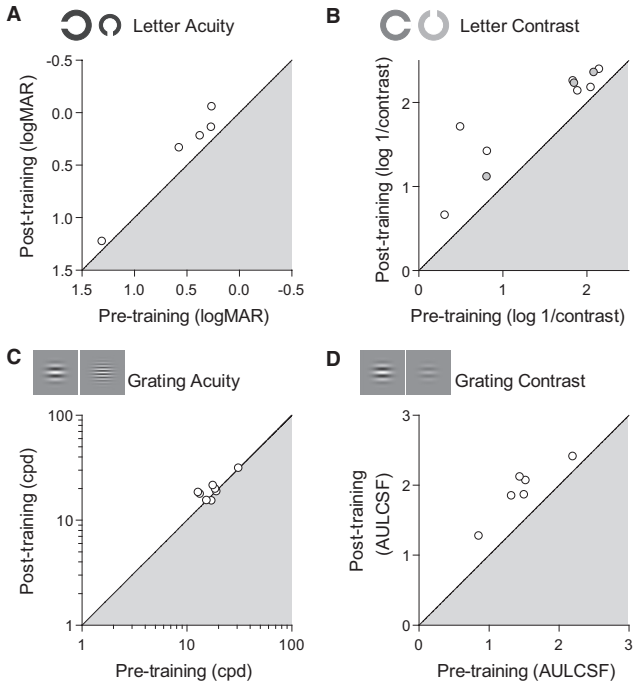 A
Letter Acuity
-0.5
0.0
0.5
1.0
1.5
Post-training (logMAR)
1.5 1.0 0.5 0.0 -0.5
Pre-training (logMAR)
B
Letter Contrast
2
1
0
Post-training (log 1/contrast)
0 1 2
Pre-training (log 1/contrast)
C
Grating Acuity
100
10
1
Post-training (cpd)
1 10 100
Pre-training (cpd)
D
Grating Contrast
3
2
1
0
Post-training
(AULCSF)
0 1 2 3
Pre-training (AULCSF)